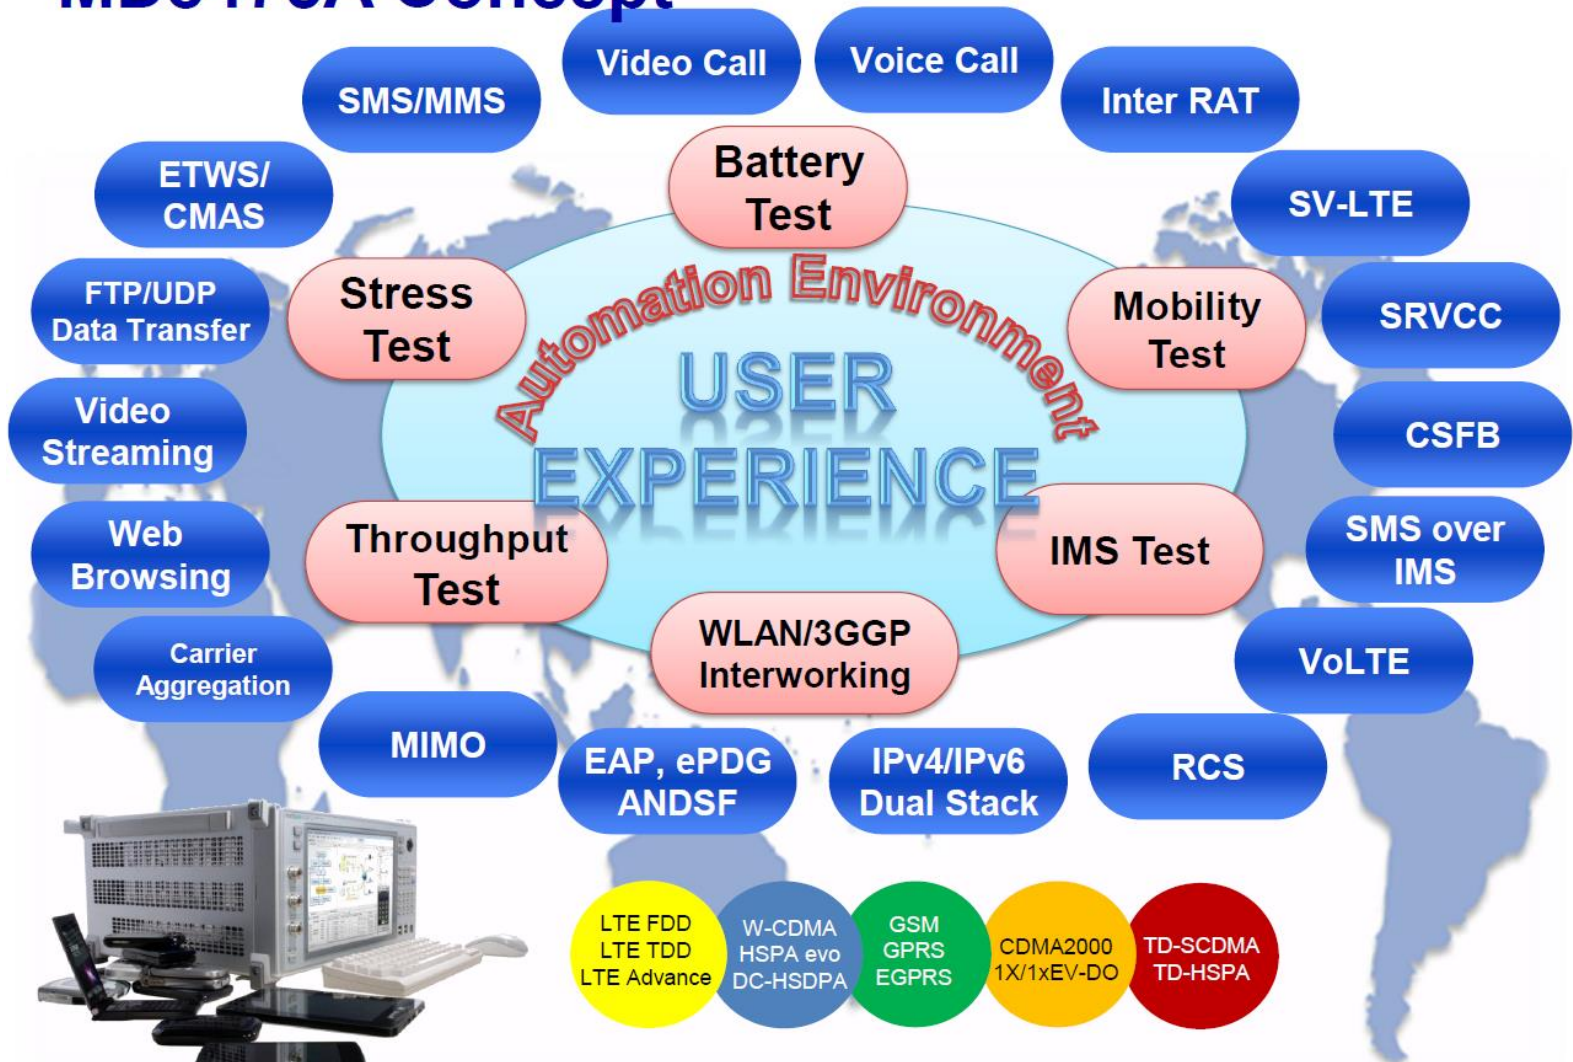 Concept
Video Call
Voice Call
SMS/MMS
Inter RAT
ETWS/
CMAS
Battery
Test
SV-LTE
FTP/UDP
Data Transfer
Stress
Test
Automation Environment
Mobility
Test
SRVCC
USER
EXPERIENCE
Video
Streaming
CSFB
Web
Browsing
Throughput
Test
IMS Test
SMS over
IMS
Carrier
Aggregation
WLAN/3GGP
Interworking
VoLTE
MIMO
EAP, ePDG
ANDSF
IPv4/IPv6
Dual Stack
RCS
LTE FDD
LTE TDD
LTE Advance
W-CDMA
HSPA evo
DC-HSDPA
GSM
GPRS
EGPRS
CDMA2000
1X/1xEV-DO
TD-SCDMA
TD-HSPA